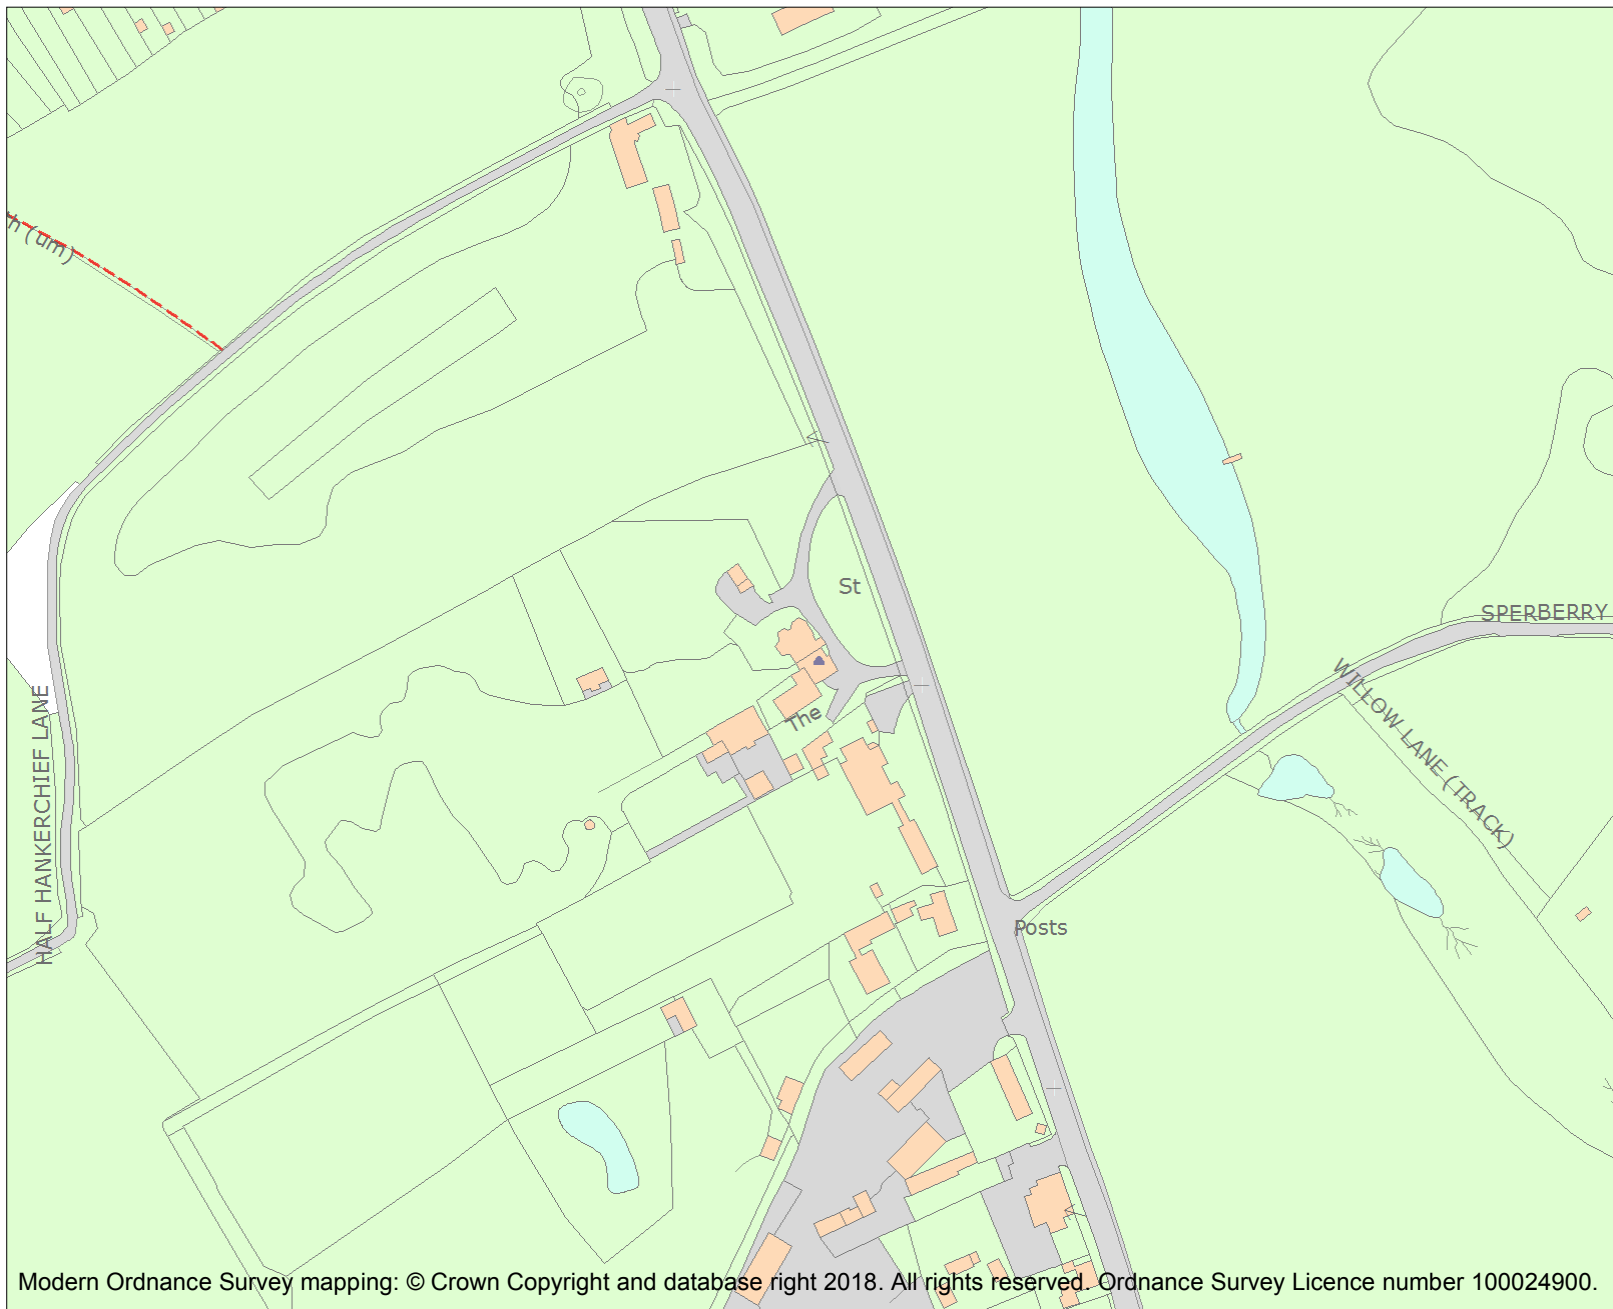 h (um)
St
SPERBERRY
WILLOW LANE (TRACK)
HALF HANKERCHIEF LANE
The
Posts
Modern Ordnance Survey mapping: © Crown Copyright and database right 2018. All rights reserved. Ordnance Survey Licence number 100024900.